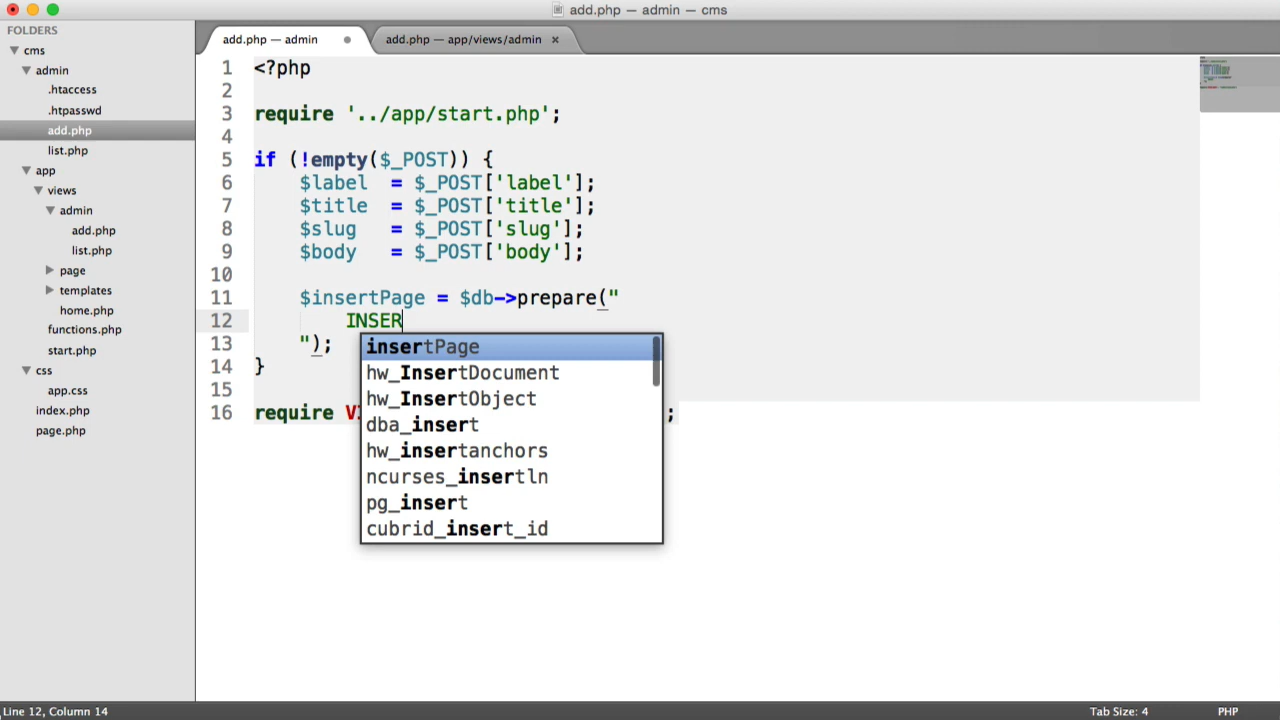 add.php — admin — cms
FOLDERS
cms
admin
.htaccess
.htpasswd
add.php
list.php
app
views
admin
add.php
list.php
page
templates
home.php
functions.php
start.php
css
app.css
index.php
page.php
add.php — admin
add.php — app/views/admin
1 <?php
2
3 require '../app/start.php';
4
5 if (!empty($_POST)) {
6 $label = $_POST['label'];
7 $title = $_POST['title'];
8 $slug = $_POST['slug'];
9 $body = $_POST['body'];
10
11 $insertPage = $db->prepare("
12 INSER
13 ");
14 }
15
16 require ;
insertPage
hw_InsertDocument
hw_InsertObject
dba_insert
hw_insertanchors
ncurses_insertln
pg_insert
cubrid_insert_id
Line 12, Column 14
Tab Size: 4
PHP